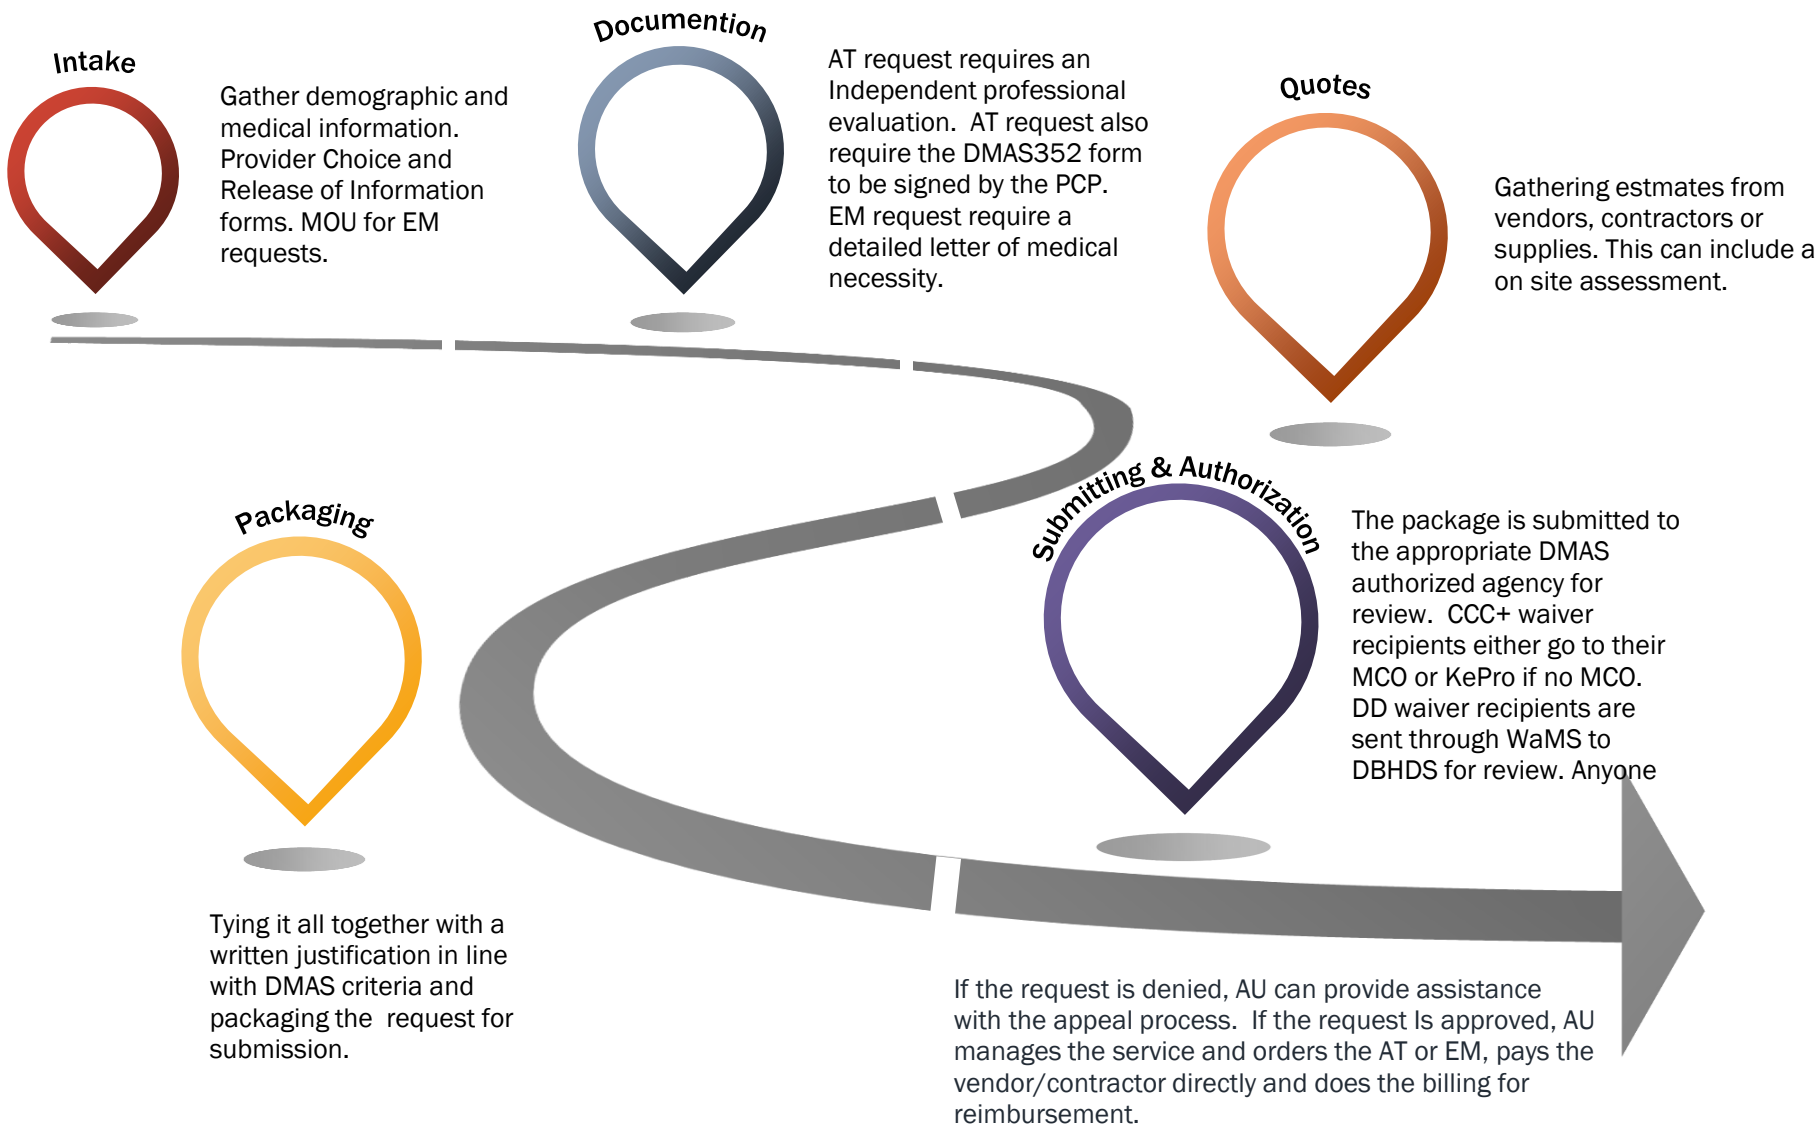 Intake
Gather demographic and
medical information.
Provider Choice and
Release of Information
forms. MOU for EM
requests.
Documention
AT request requires an
Independent professional
evaluation.  AT request also
require the DMAS352 form
to be signed by the PCP.
EM request require a
detailed letter of medical
necessity.
Quotes
Gathering estmates from
vendors, contractors or
supplies. This can include a
on site assessment.
Packaging
Tying it all together with a
written justification in line
with DMAS criteria and
packaging the  request for
submission.
Submitting & Authorization
The package is submitted to
the appropriate DMAS
authorized agency for
review.  CCC+ waiver
recipients either go to their
MCO or KePro if no MCO.
DD waiver recipients are
sent through WaMS to
DBHDS for review. Anyone
If the request is denied, AU can provide assistance
with the appeal process.  If the request Is approved, AU
manages the service and orders the AT or EM, pays the
vendor/contractor directly and does the billing for
reimbursement.